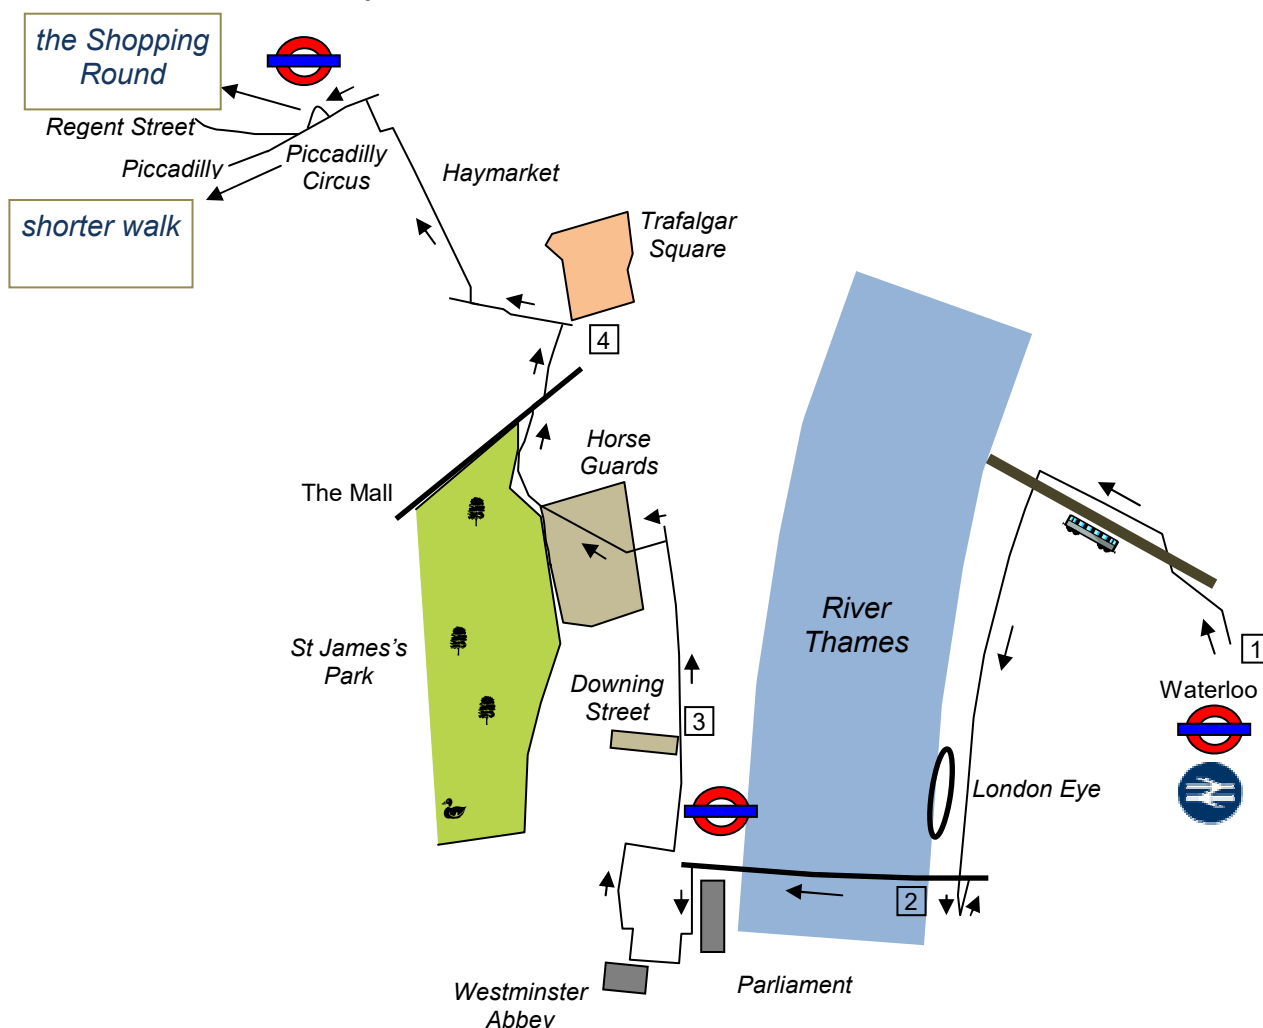 the Shopping
Round
Regent Street
Piccadilly
Piccadilly
Circus
Haymarket
shorter walk
Trafalgar
Square
4
Horse
Guards
The Mall
River
Thames
St James's
Park
1
Waterloo
Downing
Street
3
London Eye
2
Westminster
Abbey
Parliament